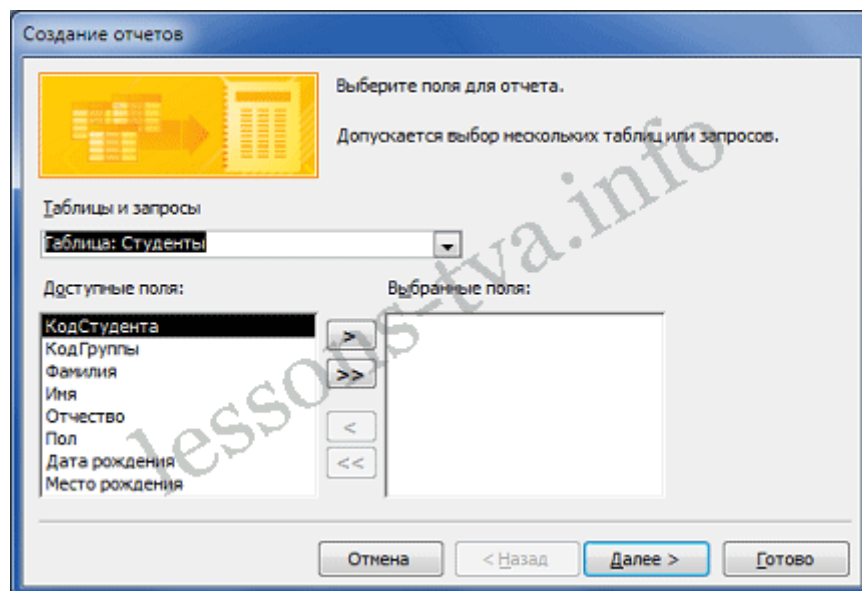 Создание отчетов
Выберите поля для отчета.
Допускается выбор нескольких таблиц или запросов.
Таблицы и запросы
Таблица: Студенты
Доступные поля:
Выбранные поля:
КодСтудента
КодГруппы
Фамилия
Имя
Отчество
Пол
Дата рождения
Место рождения
>
>>
<
<<
lessons-tva.info
Отмена
< Назад
Далее >
Готово